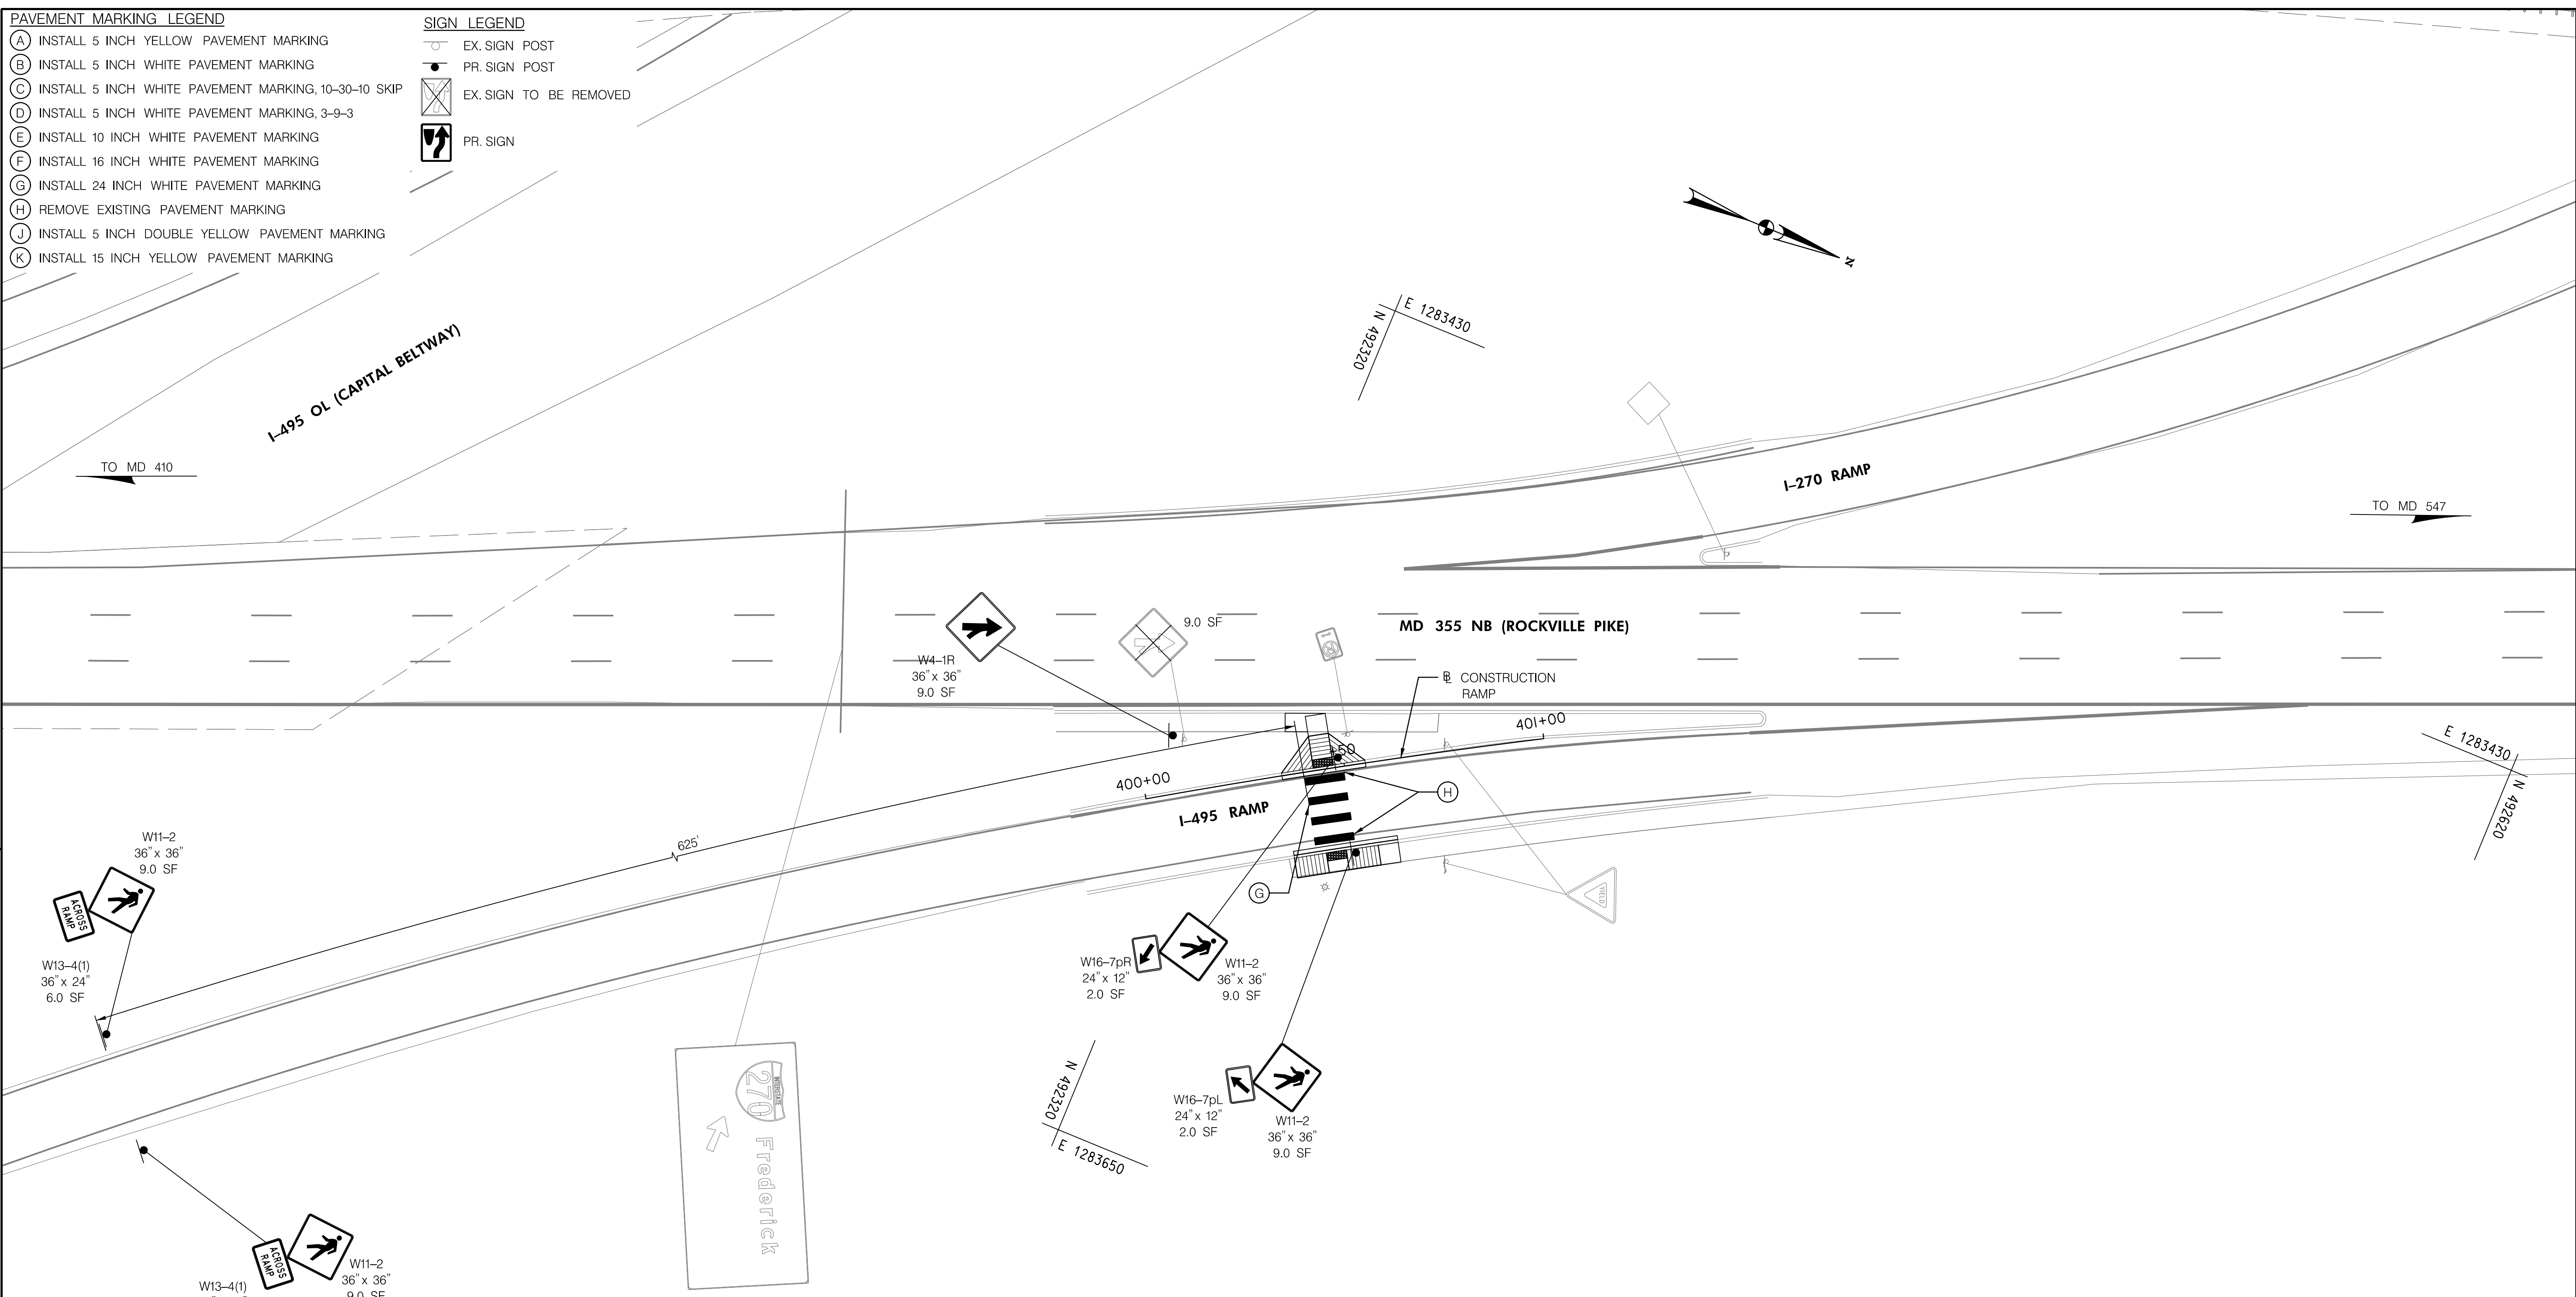 PAVEMENT MARKING LEGEND
A INSTALL 5 INCH YELLOW PAVEMENT MARKING
B INSTALL 5 INCH WHITE PAVEMENT MARKING
C INSTALL 5 INCH WHITE PAVEMENT MARKING, 10-30-10 SKIP
D INSTALL 5 INCH WHITE PAVEMENT MARKING, 3-9-3
E INSTALL 10 INCH WHITE PAVEMENT MARKING
F INSTALL 16 INCH WHITE PAVEMENT MARKING
G INSTALL 24 INCH WHITE PAVEMENT MARKING
H REMOVE EXISTING PAVEMENT MARKING
J INSTALL 5 INCH DOUBLE YELLOW PAVEMENT MARKING
K INSTALL 15 INCH YELLOW PAVEMENT MARKING
SIGN LEGEND
EX. SIGN POST
PR. SIGN POST
EX. SIGN TO BE REMOVED
PR. SIGN
N
E 1283430
N 492320
I-495 OL (CAPITAL BELTWAY)
TO MD 410
I-270 RAMP
TO MD 547
9.0 SF
MD 355 NB (ROCKVILLE PIKE)
W4-1R
36" x 36"
9.0 SF
BL CONSTRUCTION
RAMP
401+00
+50
400+00
I-495 RAMP
H
G
E 1283430
N 492620
625'
W11-2
36" x 36"
9.0 SF
ACROSS
RAMP
W13-4(1)
36" x 24"
6.0 SF
YIELD
W16-7pR
24" x 12"
2.0 SF
W11-2
36" x 36"
9.0 SF
W16-7pL
24" x 12"
2.0 SF
W11-2
36" x 36"
9.0 SF
N 492320
E 1283650
INTERSTATE
270
Frederick
ACROSS
RAMP
W11-2
36" x 36"
9.0 SF
W13-4(1)